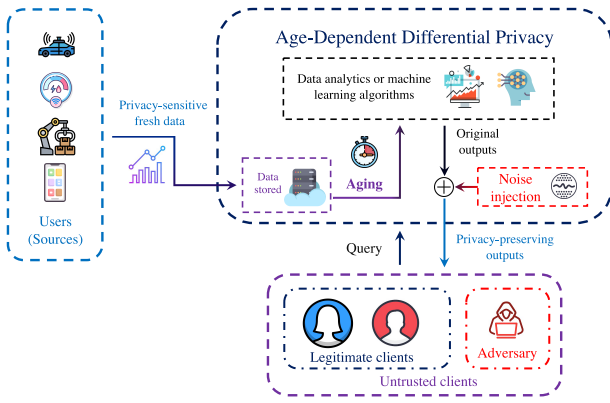 Age-Dependent Differential Privacy
Data analytics or machine
learning algorithms
Privacy-sensitive
fresh data
Original
outputs
Data
stored
Aging
Noise
injection
Users
(Sources)
Query
Privacy-preserving
outputs
Legitimate clients
Adversary
Untrusted clients